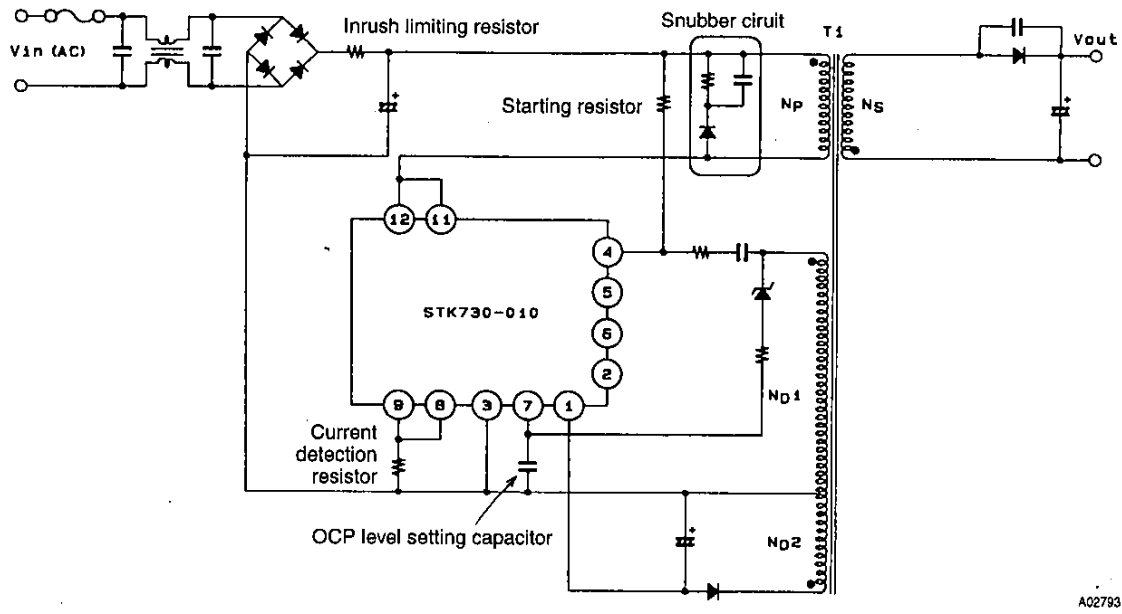 Snubber ciruit
Inrush limiting resistor
T1
Vin (AC)
Vout
+
+
Starting resistor
NP
NS
12
11
4
5
STK730-010
6
2
ND1
9
8
3
7
1
Current
detection
resistor
OCP level setting capacitor
+
ND2
A02793